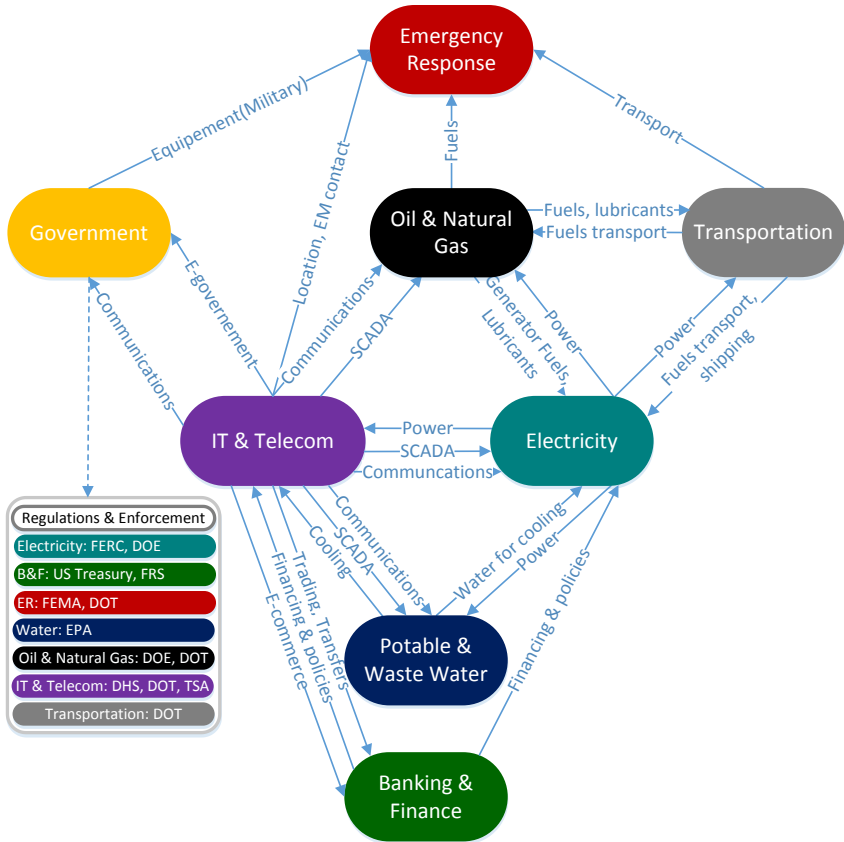 Emergency
Response
Equipement(Military)
Location, EM contact
Fuels
Transport
Government
Oil & Natural
Gas
Fuels, lubricants
Fuels transport
Transportation
E-governement
Communications
Communications
SCADA
Generator Fuels,
Lubricants
Power
Power
Fuels transport,
shipping
IT & Telecom
Power
SCADA
Communcations
Electricity
Regulations & Enforcement
Electricity: FERC, DOE
B&F: US Treasury, FRS
ER: FEMA, DOT
Water: EPA
Oil & Natural Gas: DOE, DOT
IT & Telecom: DHS, DOT, TSA
Transportation: DOT
E-commerce
Financing & policies
Trading, Transfers
Cooling
SCADA
Communications
Water for cooling
Power
Financing & policies
Potable &
Waste Water
Banking &
Finance